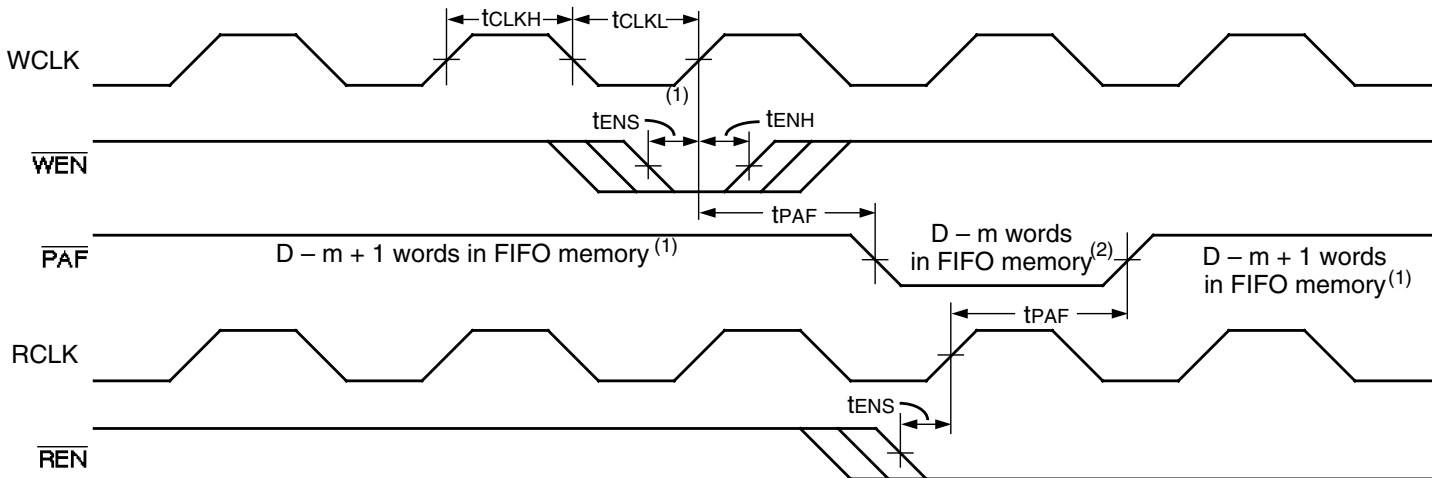 tCLKH
tCLKL
WCLK
(1)
tENS
tENH
WEN
tPAF
PAF
D – m + 1 words in FIFO memory(1)
D – m words
in FIFO memory(2)
D – m + 1 words
in FIFO memory(1)
tPAF
RCLK
tENS
REN